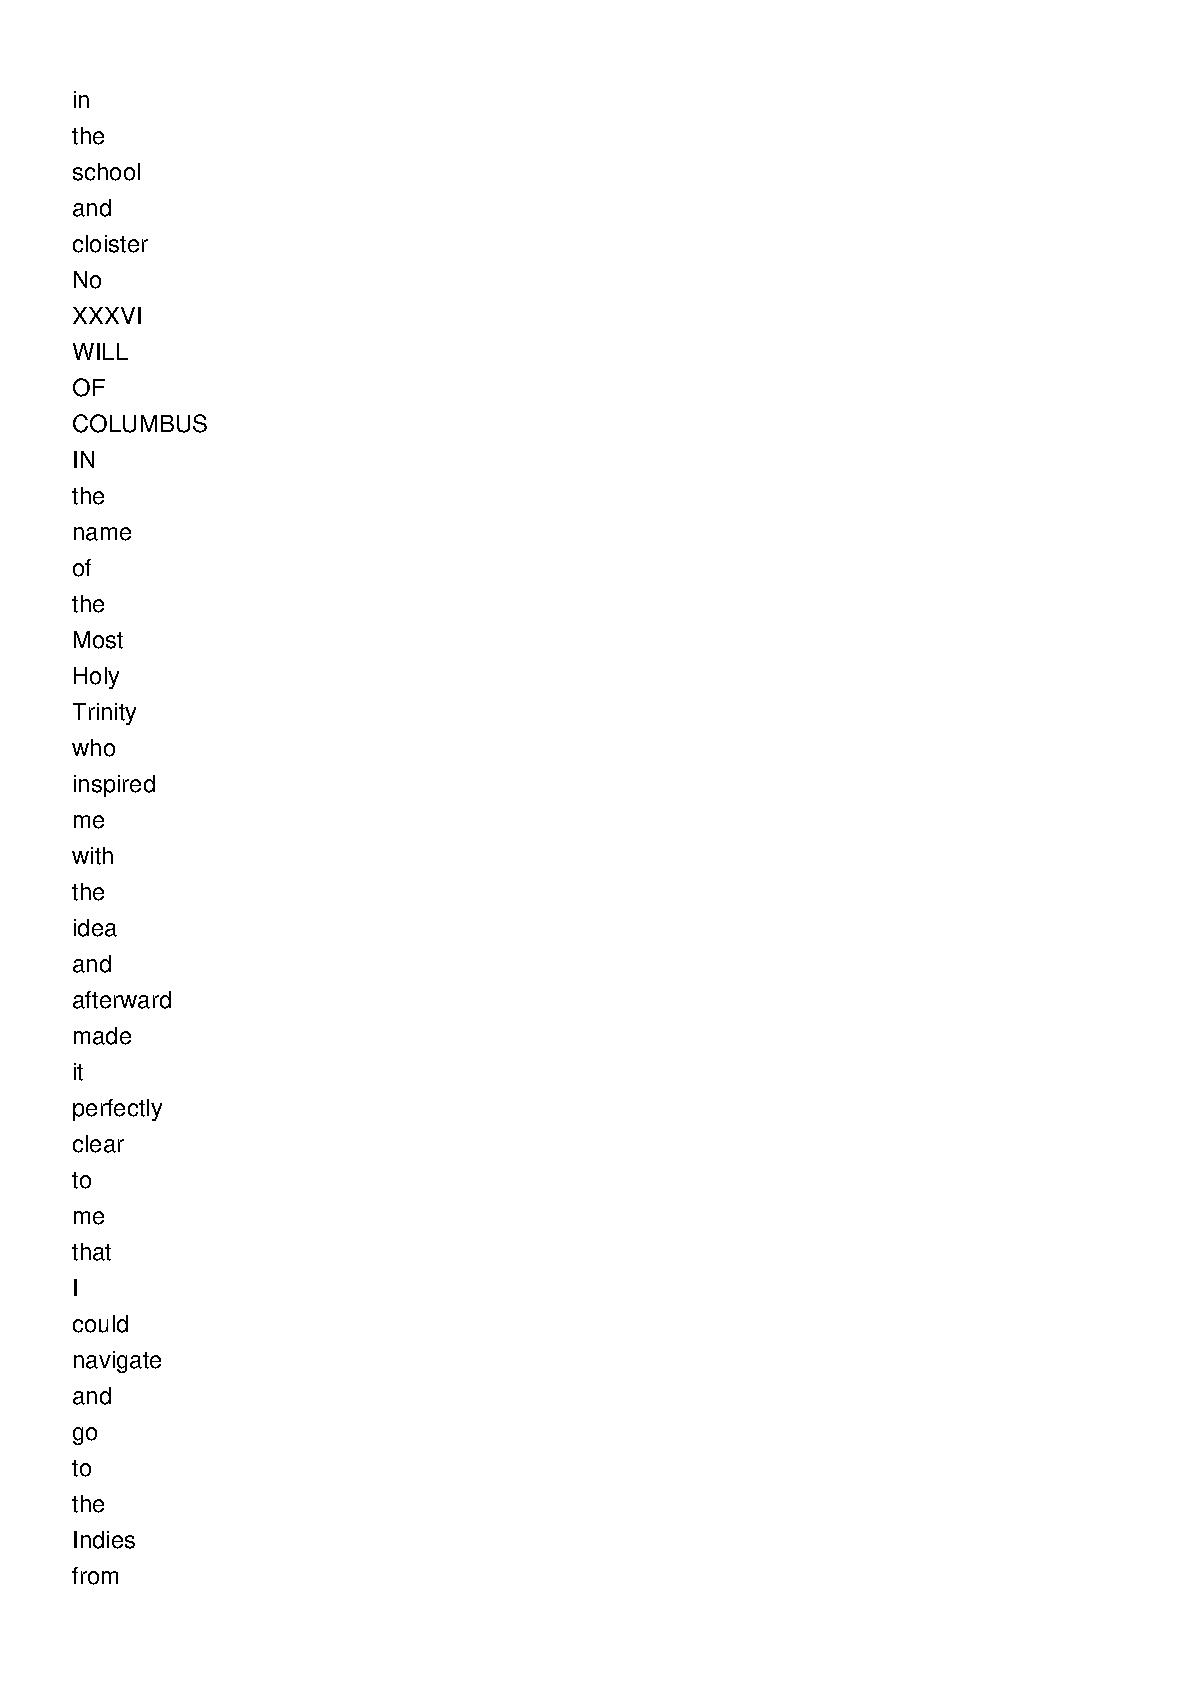 in
the
school
and
cloister
No
XXXVI
WILL
OF
COLUMBUS
IN
the
name
of
the
Most
Holy
Trinity
who
inspired
me
with
the
idea
and
afterward
made
it
perfectly
clear
to
me
that
I
could
navigate
and
go
to
the
Indies
from